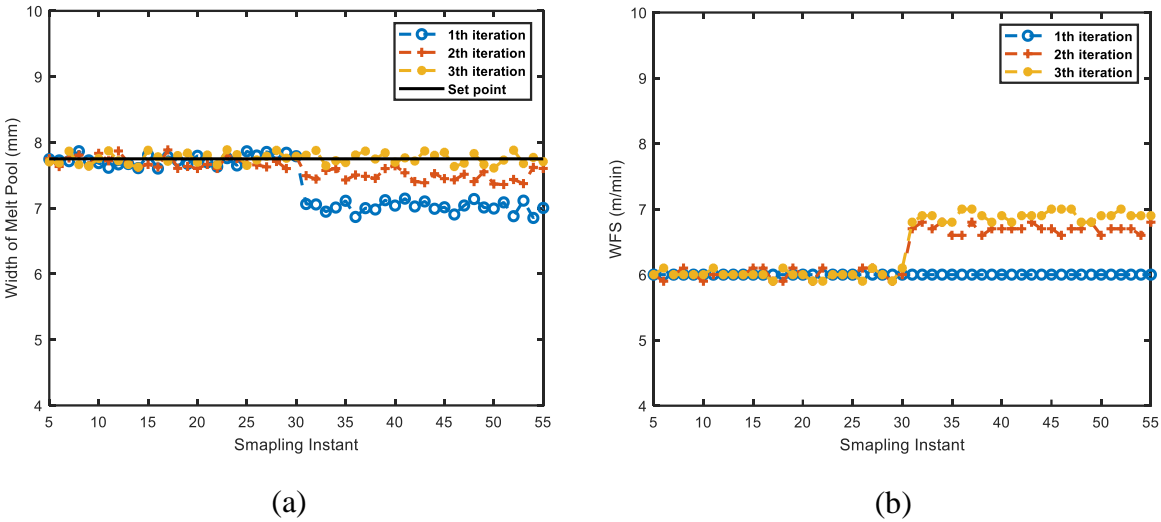 10
9
8
7
6
5
4
5 10 15 20 25 30 35 40 45 50 55
Width of Melt Pool (mm)
Smapling Instant
1th iteration
2th iteration
3th iteration
Set point
(a)
10
9
8
7
6
5
4
5 10 15 20 25 30 35 40 45 50 55
WFS (m/min)
Smapling Instant
1th iteration
2th iteration
3th iteration
(b)